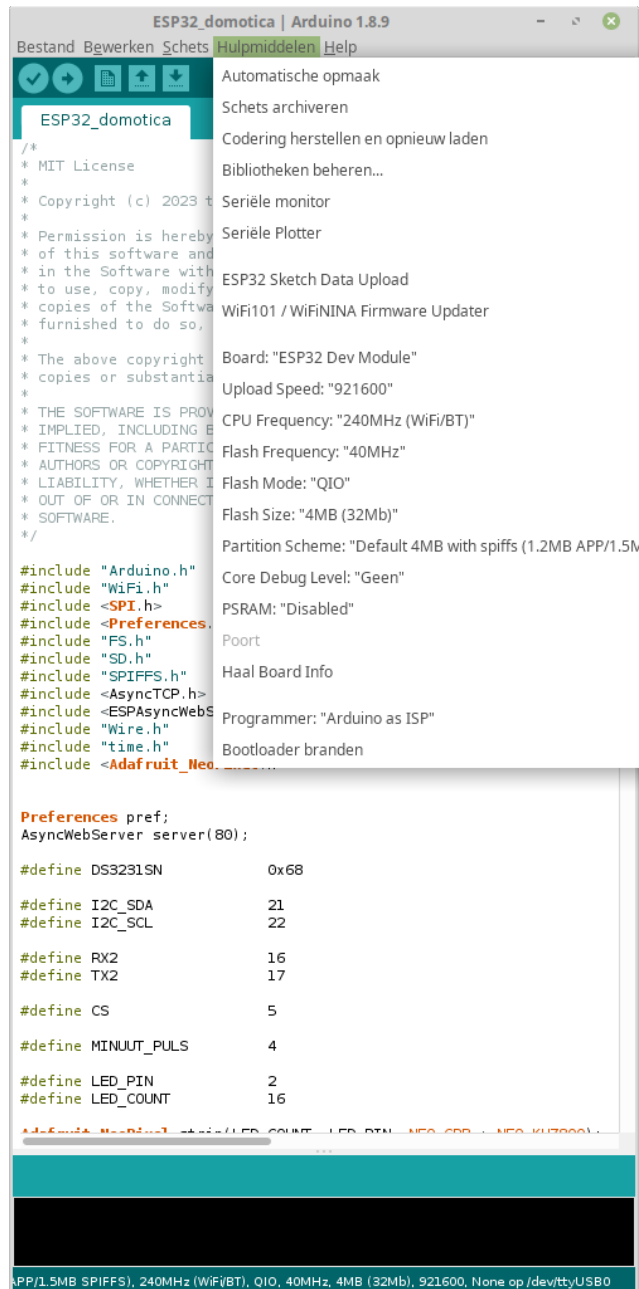 ESP32_domotica | Arduino 1.8.9
Bestand Bewerken Schets Hulpmiddelen Help
ESP32_domotica
Automatische opmaak
Schets archiveren
Codering herstellen en opnieuw laden
Bibliotheken beheren...
Seriële monitor
Seriële Plotter
ESP32 Sketch Data Upload
WiFi101 / WiFiNINA Firmware Updater
Board: "ESP32 Dev Module"
Upload Speed: "921600"
CPU Frequency: "240MHz (WiFi/BT)"
Flash Frequency: "40MHz"
Flash Mode: "QIO"
Flash Size: "4MB (32Mb)"
Partition Scheme: "Default 4MB with spiffs (1.2MB APP/1.5M
Core Debug Level: "Geen"
PSRAM: "Disabled"
Poort
Haal Board Info
Programmer: "Arduino as ISP"
Bootloader branden
/*
* MIT License
*
* Copyright (c) 2023 t
*
* Permission is hereby
* of this software and
* in the Software with
* to use, copy, modify
* copies of the Softwa
* furnished to do so,
*
* The above copyright
* copies or substantia
*
* THE SOFTWARE IS PROV
* IMPLIED, INCLUDING
* FITNESS FOR A PARTIC
* AUTHORS OR COPYRIGHT
* LIABILITY, WHETHER I
* OUT OF OR IN CONNECT
* SOFTWARE.
*/
#include "Arduino.h"
#include "WiFi.h"
#include <SPI.h>
#include <Preferences.
#include "FS.h"
#include "SD.h"
#include "SPIFFS.h"
#include <AsyncTCP.h>
#include <ESPAsyncWebS
#include "Wire.h"
#include "time.h"
#include <Adafruit_Neo
Preferences pref;
AsyncWebServer server(80);
#define DS3231SN 0x68
#define I2C_SDA 21
#define I2C_SCL 22
#define RX2 16
#define TX2 17
#define CS 5
#define MINUUT_PULS 4
#define LED_PIN 2
#define LED_COUNT 16
Adafruit_NeoPixel strip(LED_COUNT, LED_PIN, NEO_GRB + NEO_KHZ800);
APP/1.5MB SPIFFS), 240MHz (WiFi/BT), QIO, 40MHz, 4MB (32Mb), 921600, None op /dev/ttyUSB0